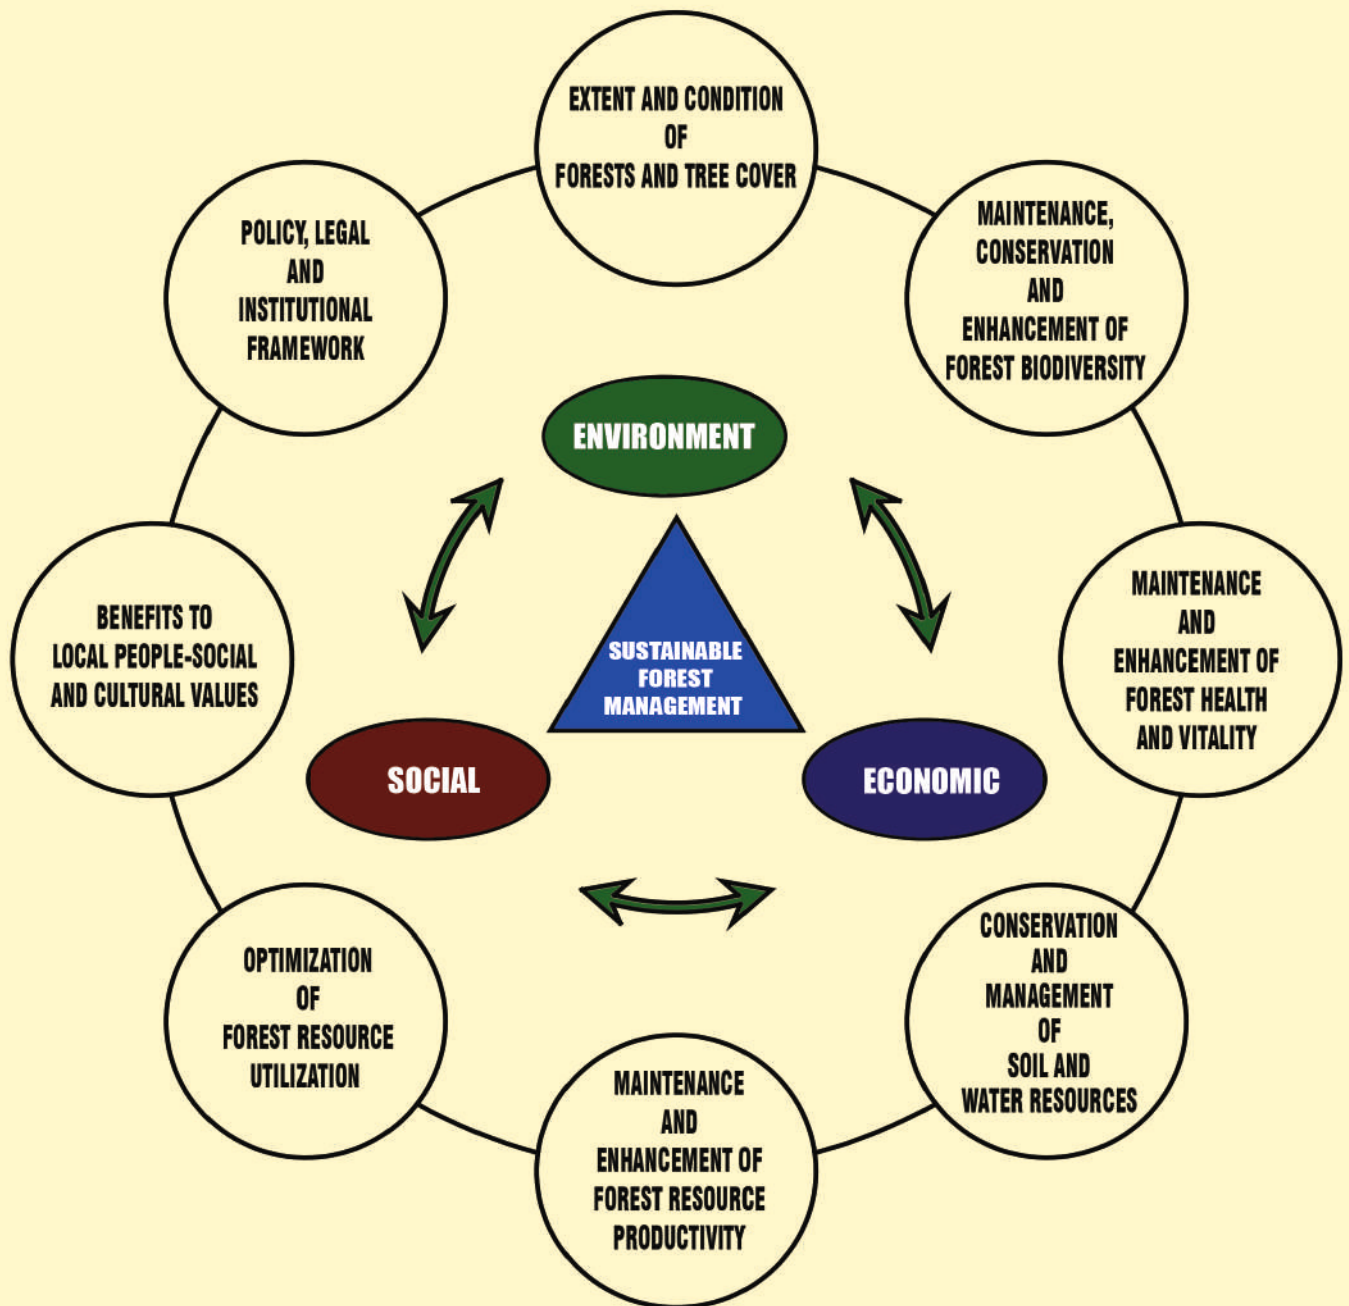 EXTENT AND CONDITION
OF
FORESTS AND TREE COVER
MAINTENANCE,
CONSERVATION
AND
ENHANCEMENT OF
FOREST BIODIVERSITY
MAINTENANCE
AND
ENHANCEMENT OF
FOREST HEALTH
AND VITALITY
CONSERVATION
AND
MANAGEMENT
OF
SOIL AND
WATER RESOURCES
MAINTENANCE
AND
ENHANCEMENT OF
FOREST RESOURCE
PRODUCTIVITY
OPTIMIZATION
OF
FOREST RESOURCE
UTILIZATION
BENEFITS TO
LOCAL PEOPLE-SOCIAL
AND CULTURAL VALUES
POLICY, LEGAL
AND
INSTITUTIONAL
FRAMEWORK
ENVIRONMENT
SUSTAINABLE
FOREST
MANAGEMENT
SOCIAL
ECONOMIC